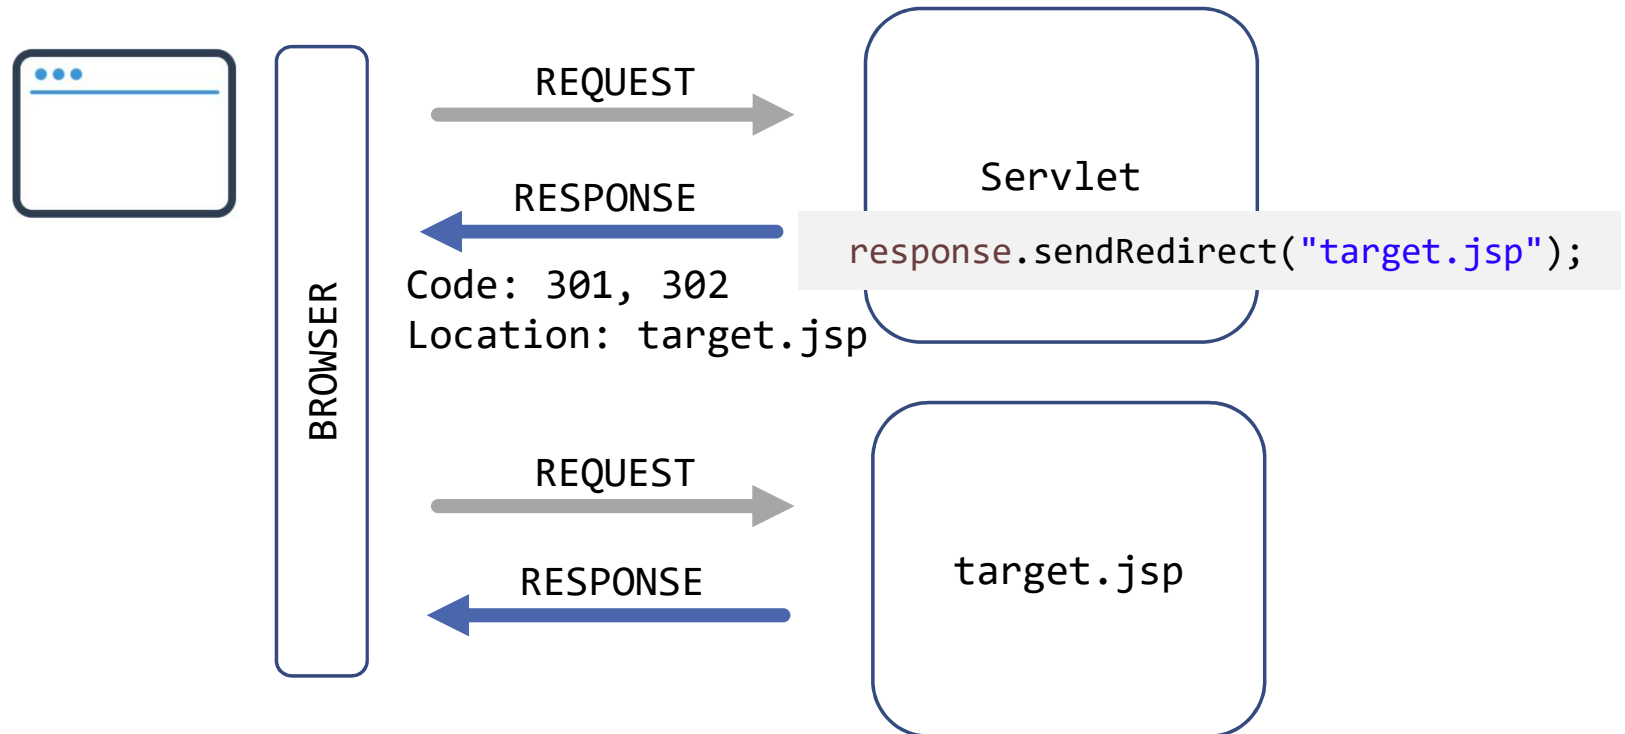 REQUEST
Servlet
RESPONSE
response.sendRedirect("target.jsp");
Code: 301, 302
Location: target.jsp
BROWSER
REQUEST
target.jsp
RESPONSE